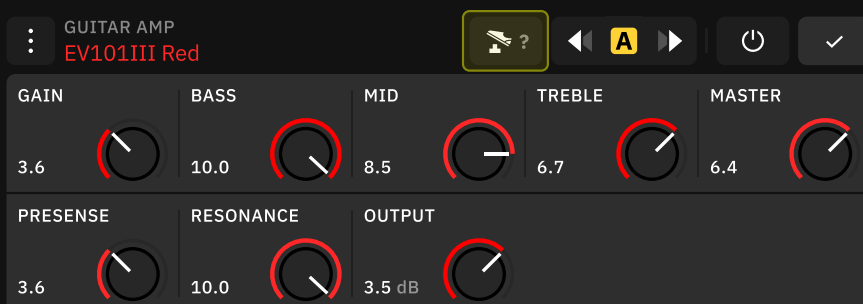 GUITAR AMP
EV101III Red
?
A
GAIN
BASS
MID
TREBLE
MASTER
3.6
10.0
8.5
6.7
6.4
PRESENSE
RESONANCE
OUTPUT
3.6
10.0
3.5 dB